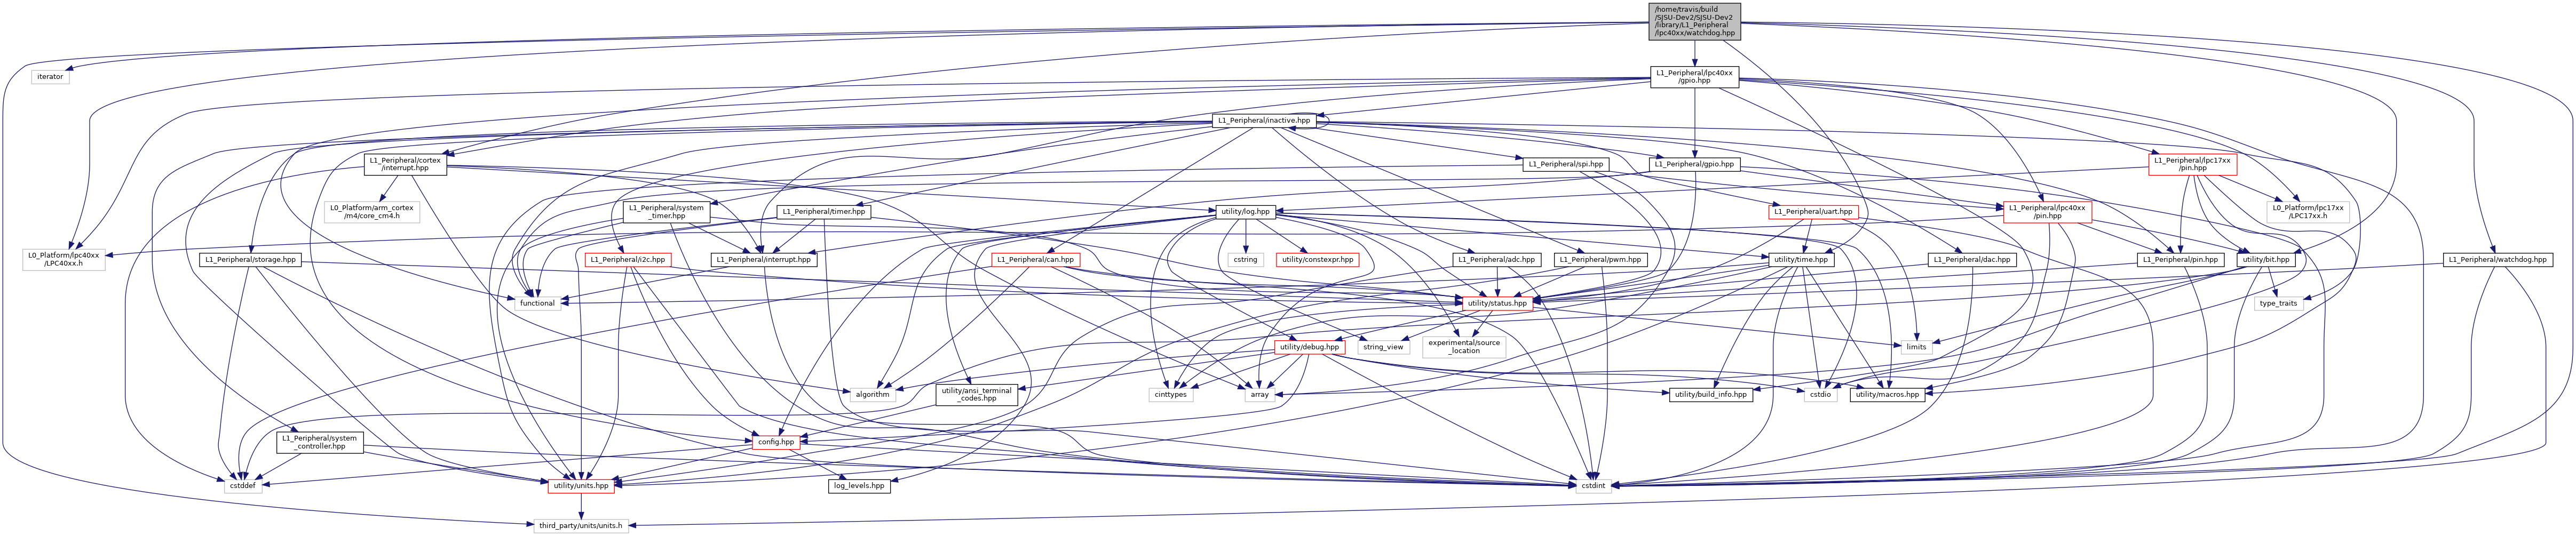 /home/travis/build
/SJSU-Dev2/SJSU-Dev2
/library/L1_Peripheral
/lpc40xx/watchdog.hpp
iterator
L1_Peripheral/lpc40xx
/gpio.hpp
L1_Peripheral/inactive.hpp
L1_Peripheral/cortex
/interrupt.hpp
L1_Peripheral/spi.hpp
L1_Peripheral/gpio.hpp
L1_Peripheral/lpc17xx
/pin.hpp
L0_Platform/arm_cortex
/m4/core_cm4.h
L1_Peripheral/system
_timer.hpp
L1_Peripheral/timer.hpp
utility/log.hpp
L1_Peripheral/uart.hpp
L1_Peripheral/lpc40xx
/pin.hpp
L0_Platform/lpc17xx
/LPC17xx.h
L0_Platform/lpc40xx
/LPC40xx.h
L1_Peripheral/storage.hpp
L1_Peripheral/i2c.hpp
L1_Peripheral/interrupt.hpp
L1_Peripheral/can.hpp
cstring
utility/constexpr.hpp
L1_Peripheral/adc.hpp
L1_Peripheral/pwm.hpp
utility/time.hpp
L1_Peripheral/dac.hpp
L1_Peripheral/pin.hpp
utility/bit.hpp
L1_Peripheral/watchdog.hpp
functional
utility/status.hpp
type_traits
utility/debug.hpp
string_view
experimental/source
_location
limits
algorithm
utility/ansi_terminal
_codes.hpp
cinttypes
array
utility/build_info.hpp
cstdio
utility/macros.hpp
L1_Peripheral/system
_controller.hpp
config.hpp
cstddef
utility/units.hpp
log_levels.hpp
cstdint
third_party/units/units.h